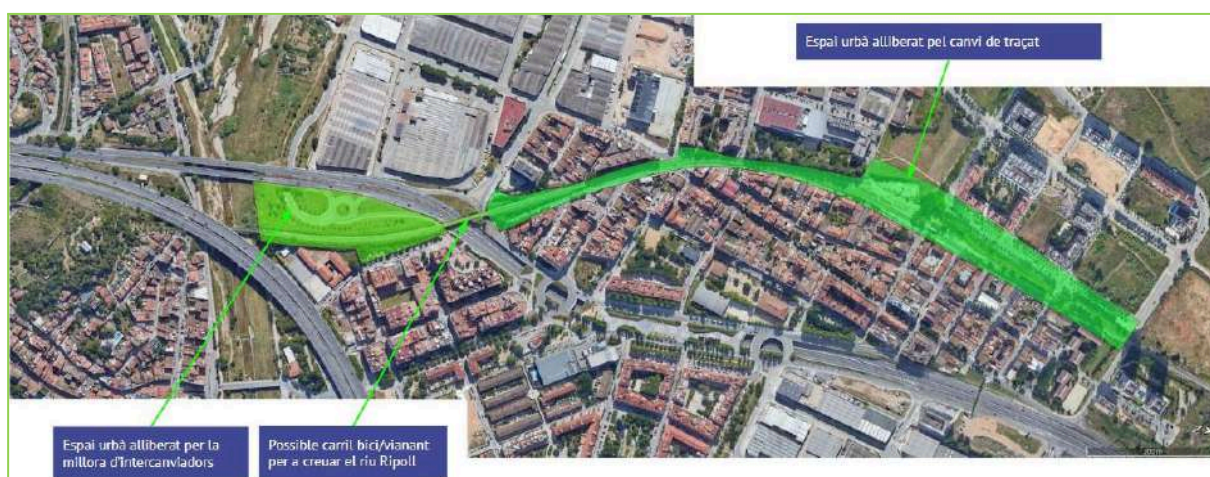 Espai urbà alliberat pel canvi de traçat
Espai urbà alliberat per la
millora d'Intercanviadors
Possible carril bici/vianant
per a creuar el riu Ripoll